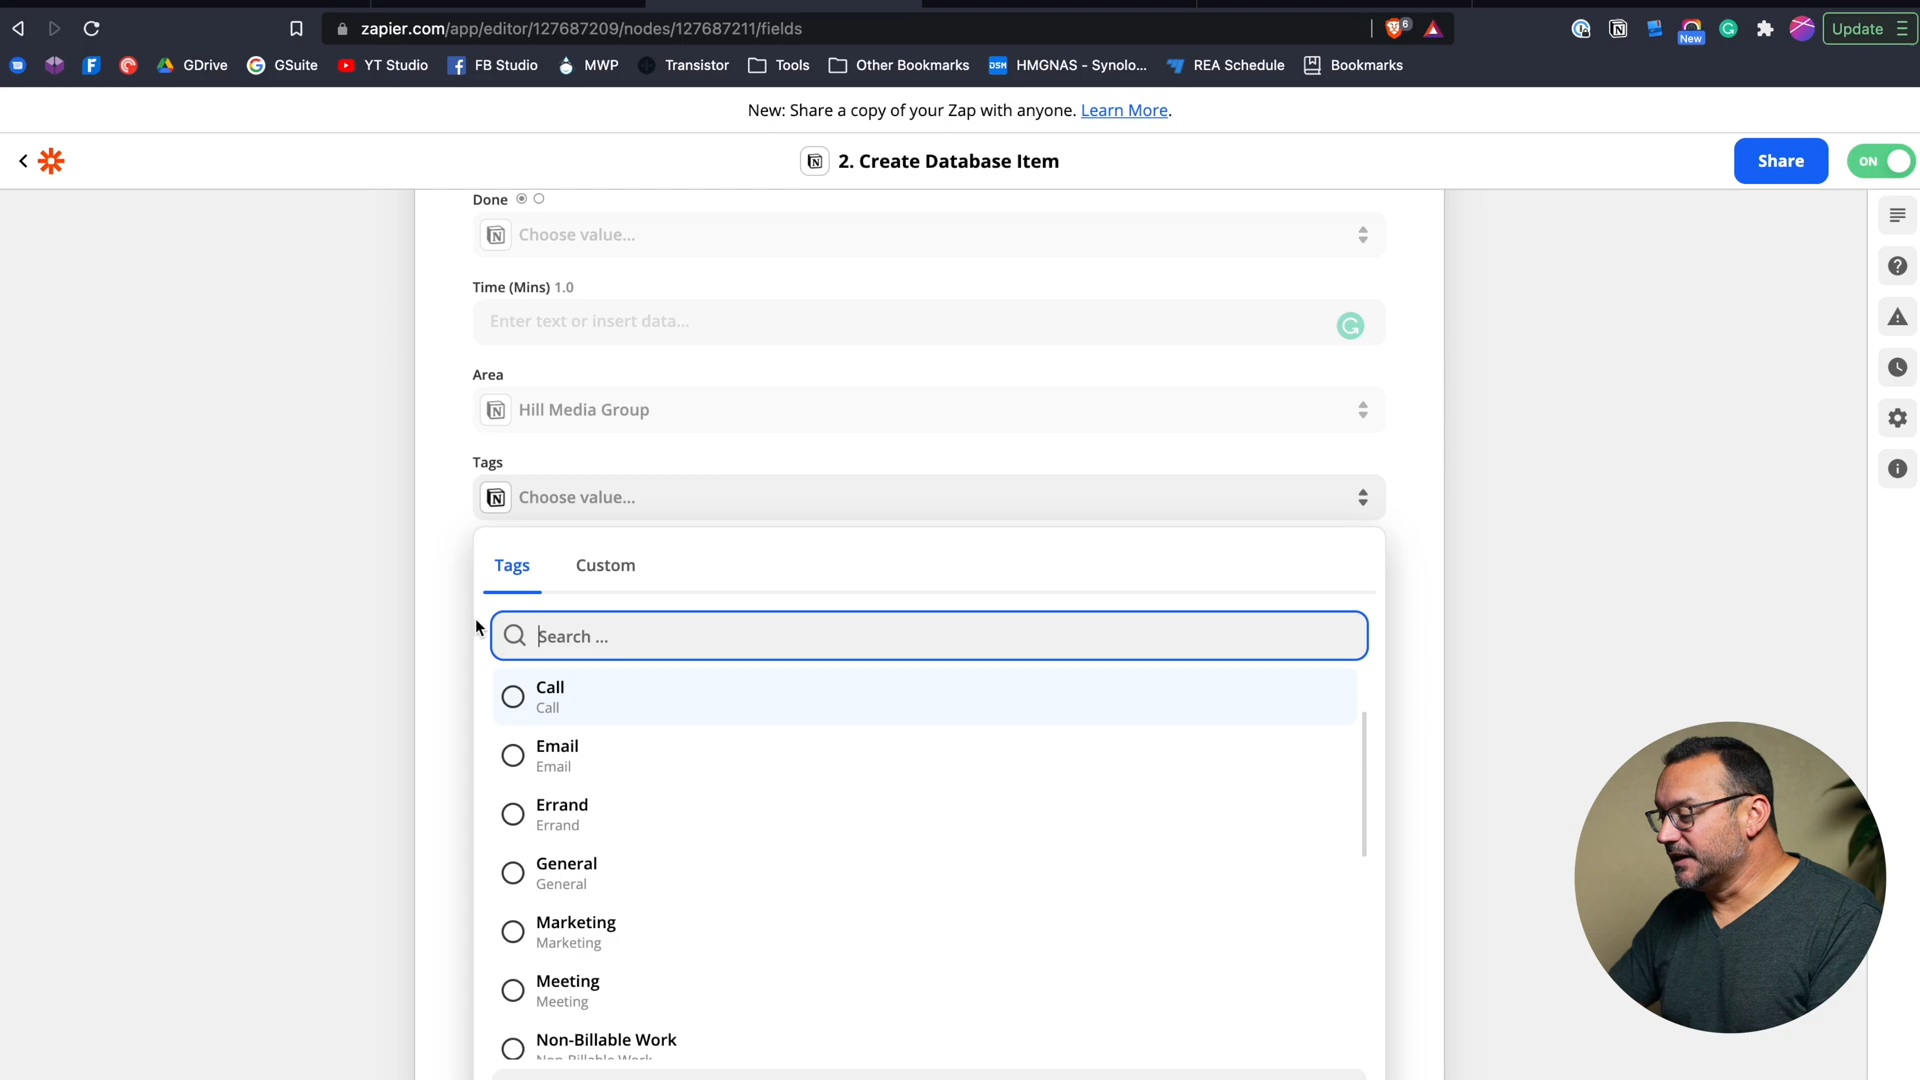 zapier.com/app/editor/127687209/nodes/127687211/fields
6
New
Update
GDrive
GSuite
YT Studio
FB Studio
MWP
Transistor
Tools
Other Bookmarks
DSM
HMGNAS - Synolo...
REA Schedule
Bookmarks
New: Share a copy of your Zap with anyone. Learn More.
2. Create Database Item
Share
ON
Done
Choose value...
Time (Mins) 1.0
Enter text or insert data...
Area
Hill Media Group
Tags
Choose value...
Tags
Custom
Search ...
Call
Call
Email
Email
Errand
Errand
General
General
Marketing
Marketing
Meeting
Meeting
Non-Billable Work
Non-Billable Work